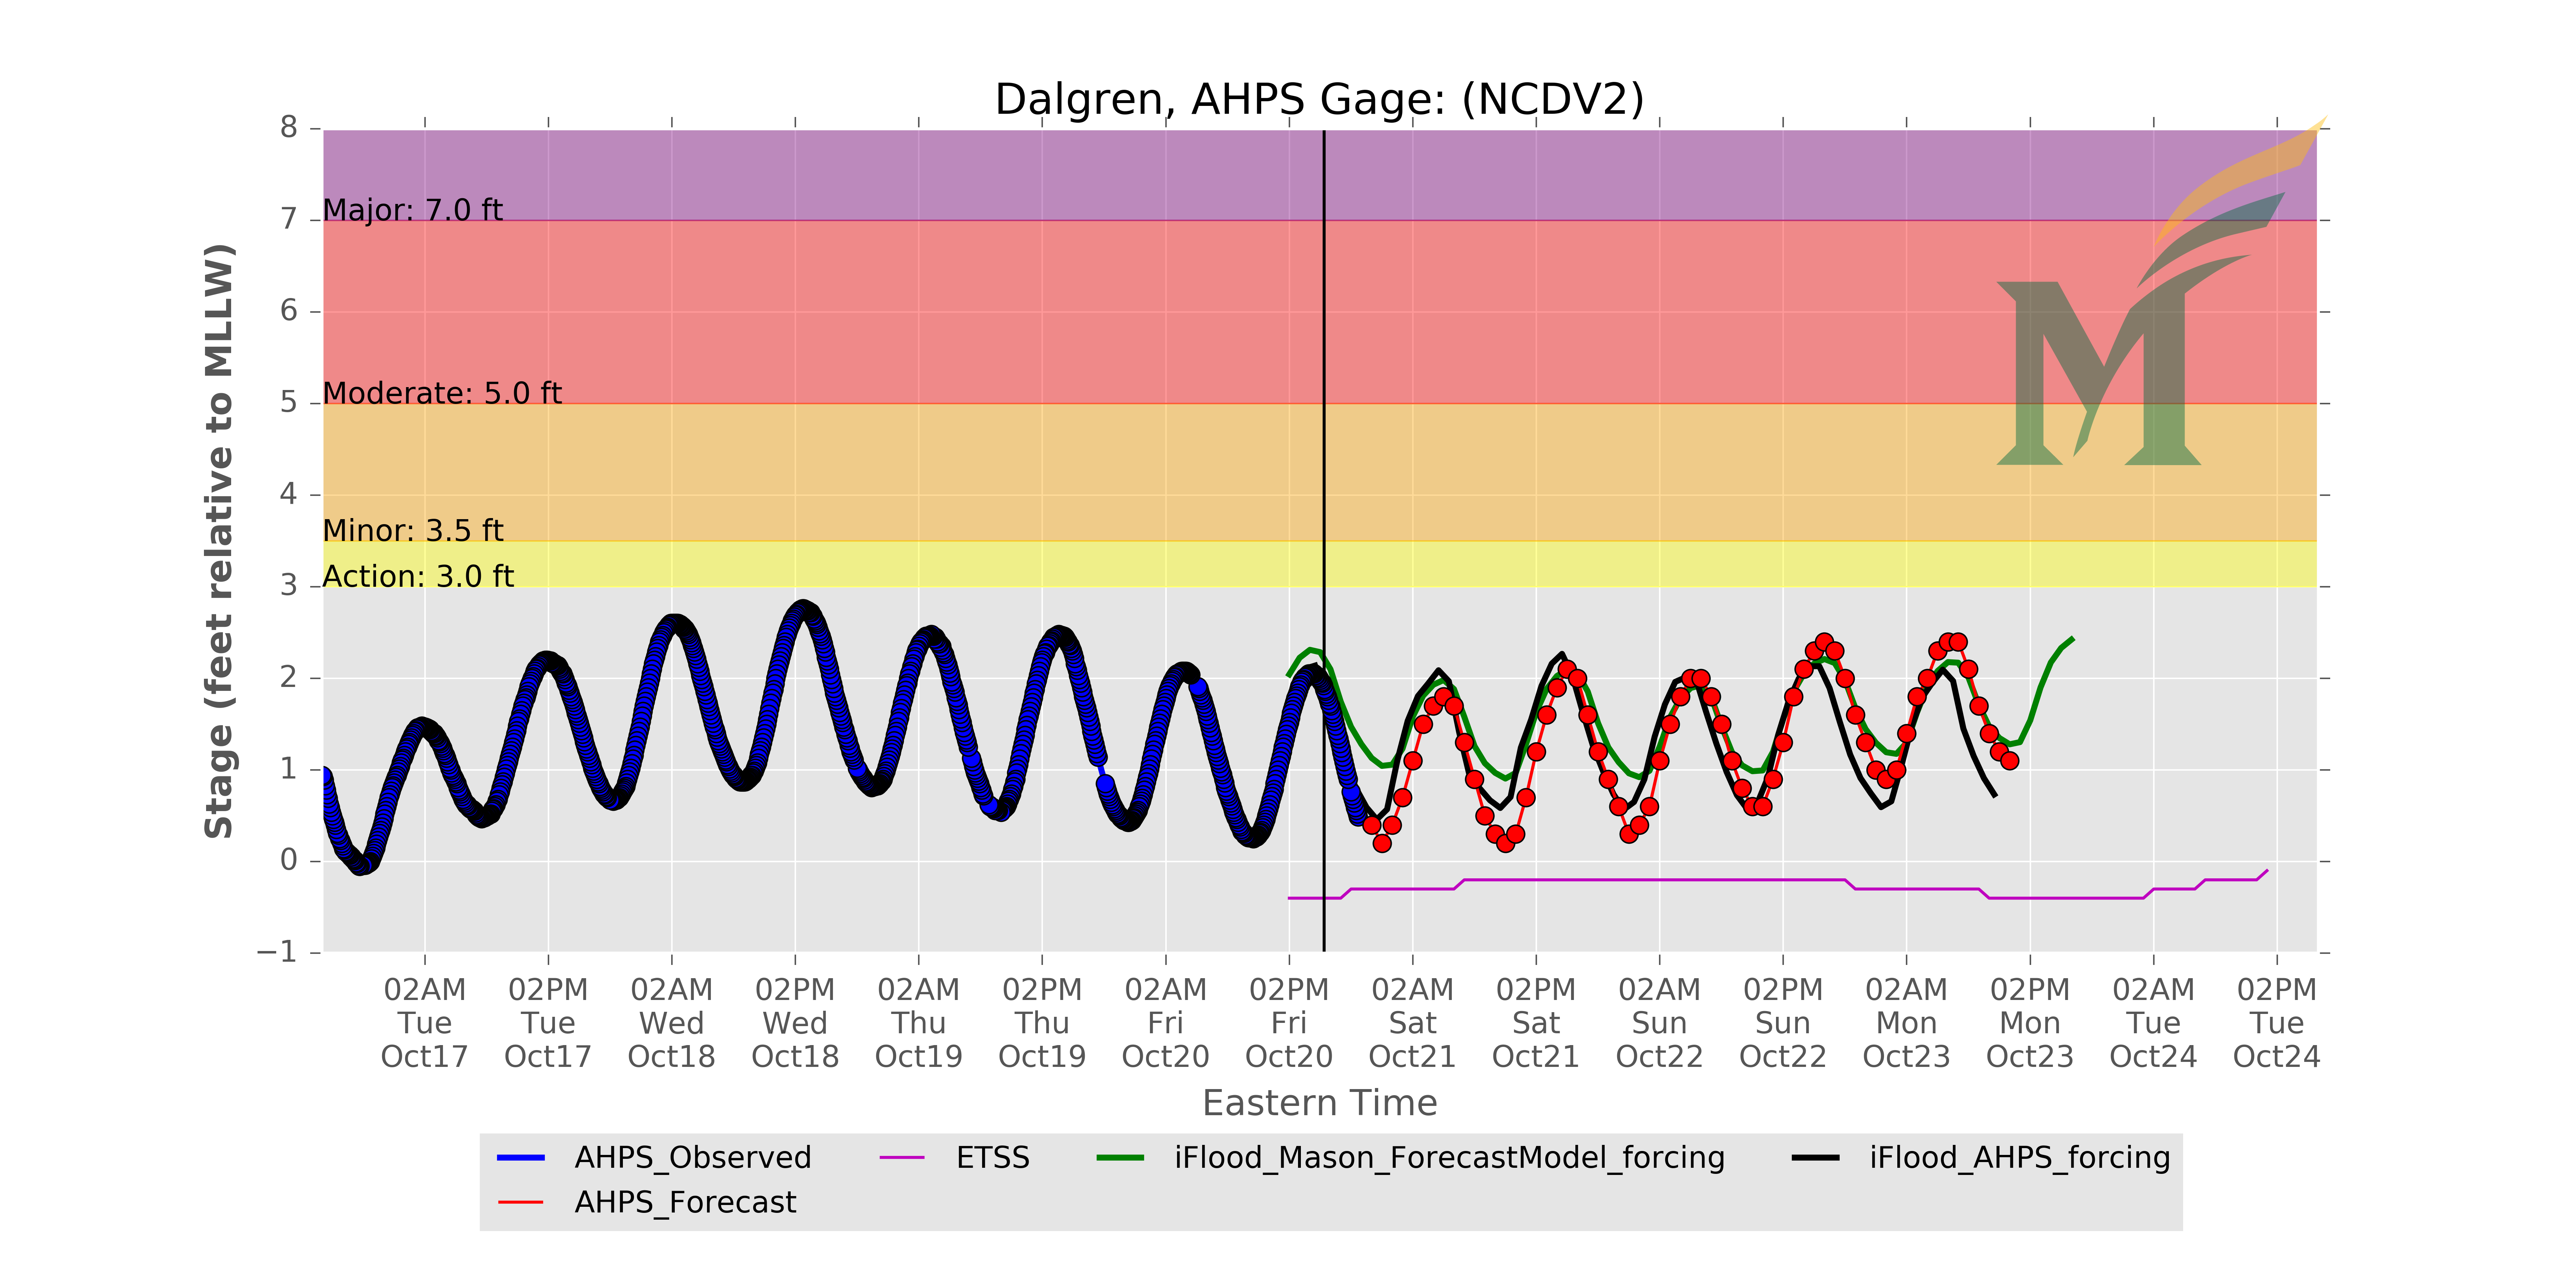 Dalgren, AHPS Gage: (NCDV2)
8
7
6
5
4
3
2
1
0
−1
Stage (feet relative to MLLW)
Major: 7.0 ft
Moderate: 5.0 ft
Minor: 3.5 ft
Action: 3.0 ft
M
02AM 02PM 02AM 02PM 02AM 02PM 02AM 02PM 02AM 02PM 02AM 02PM 02AM 02PM 02AM 02PM
Tue Tue Wed Wed Thu Thu Fri Fri Sat Sat Sun Sun Mon Mon Tue Tue
Oct17 Oct17 Oct18 Oct18 Oct19 Oct19 Oct20 Oct20 Oct21 Oct21 Oct22 Oct22 Oct23 Oct23 Oct24 Oct24
Eastern Time
AHPS_Observed ETSS iFlood_Mason_ForecastModel_forcing iFlood_AHPS_forcing
AHPS_Forecast